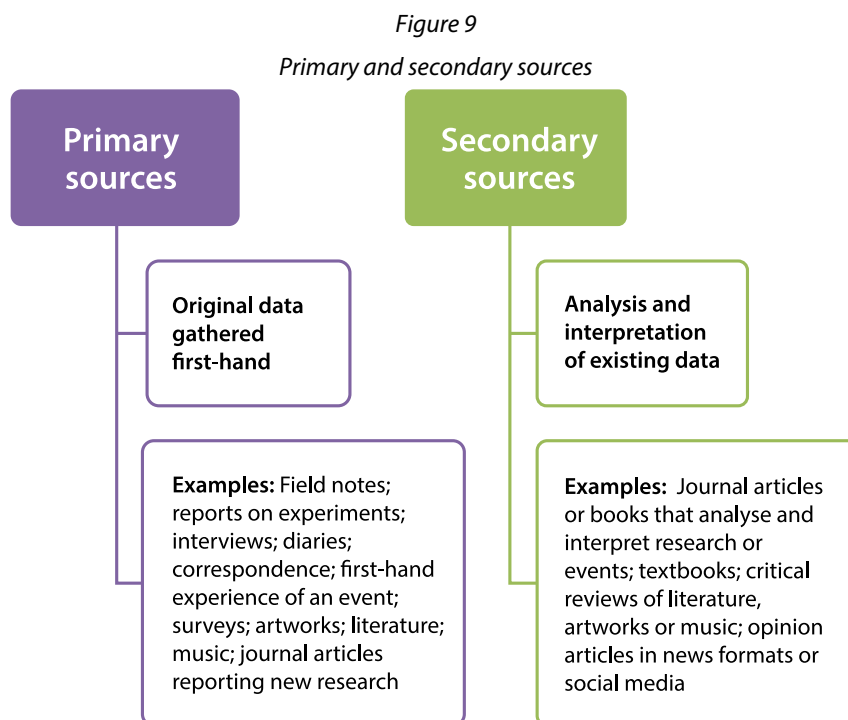 Figure 9
Primary and secondary sources
Primary
sources
Original data
gathered
first-hand
Examples: Field notes;
reports on experiments;
interviews; diaries;
correspondence; first-hand
experience of an event;
surveys; artworks; literature;
music; journal articles
reporting new research
Secondary
sources
Analysis and
interpretation
of existing data
Examples: Journal articles
or books that analyse and
interpret research or
events; textbooks; critical
reviews of literature,
artworks or music; opinion
articles in news formats or
social media